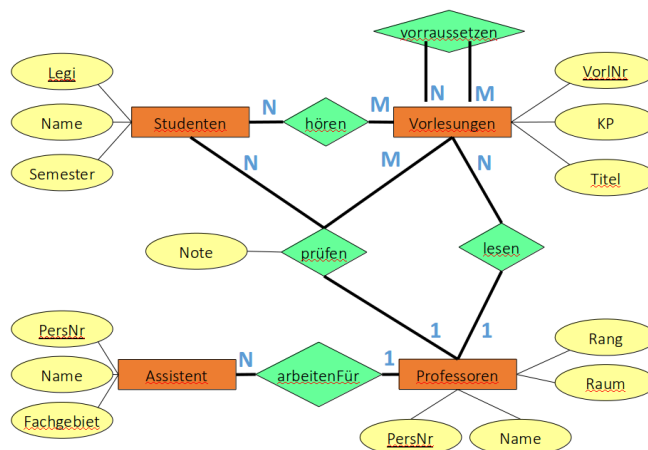 vorraussetzen
Legi
VorlNr
N
M
N
M
Name
Studenten
hören
Vorlesungen
KP
Semester
N
M
N
Titel
Note
prüfen
lesen
PersNr
1
1
Rang
N
1
Name
Assistent
arbeitenFür
Professoren
Raum
Fachgebiet
PersNr
Name